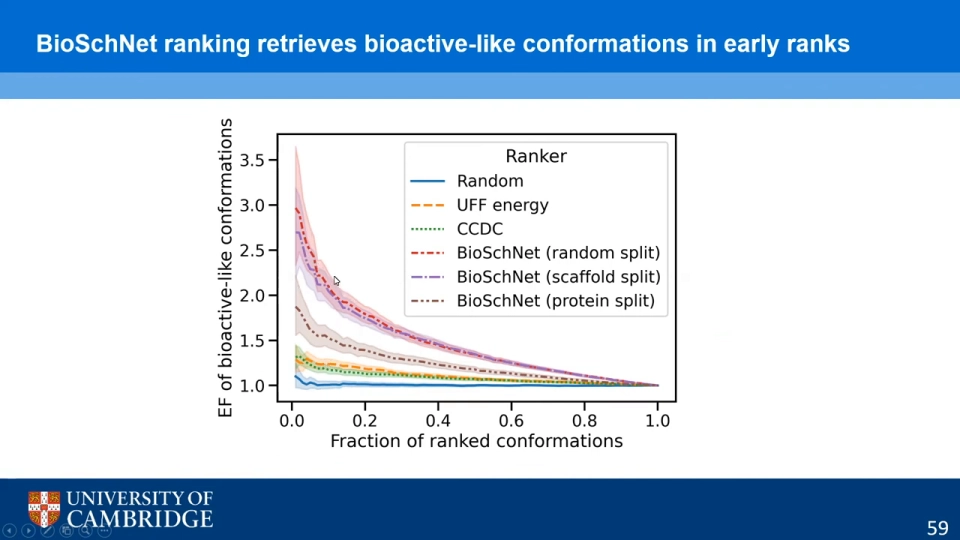 BioSchNet ranking retrieves bioactive-like conformations in early ranks
EF of bioactive-like conformations
3.5
3.0
2.5
2.0
1.5
1.0
Ranker
Random
UFF energy
CCDC
BioSchNet (random split)
BioSchNet (scaffold split)
BioSchNet (protein split)
0.0 0.2 0.4 0.6 0.8 1.0
Fraction of ranked conformations
UNIVERSITY OF
CAMBRIDGE
59